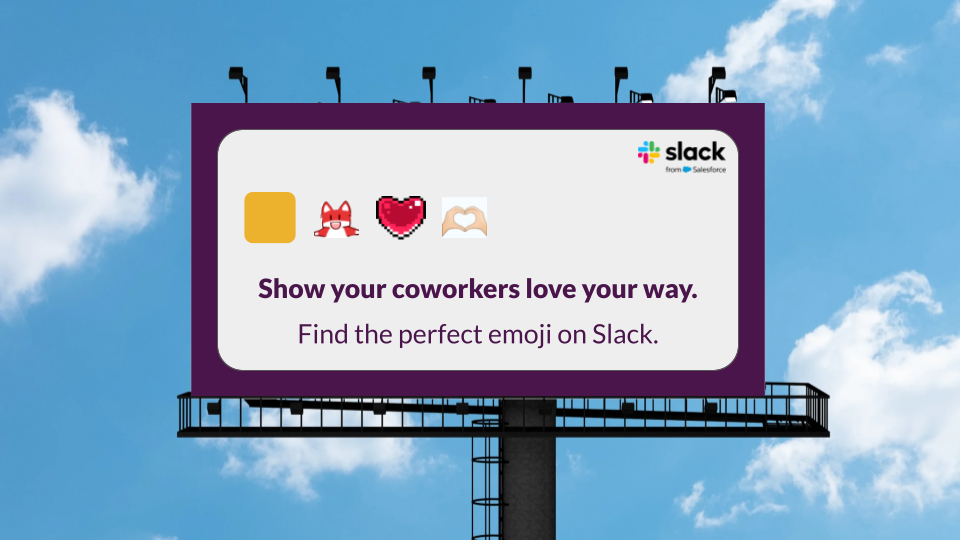 slack
from Salesforce
Show your coworkers love your way.
Find the perfect emoji on Slack.